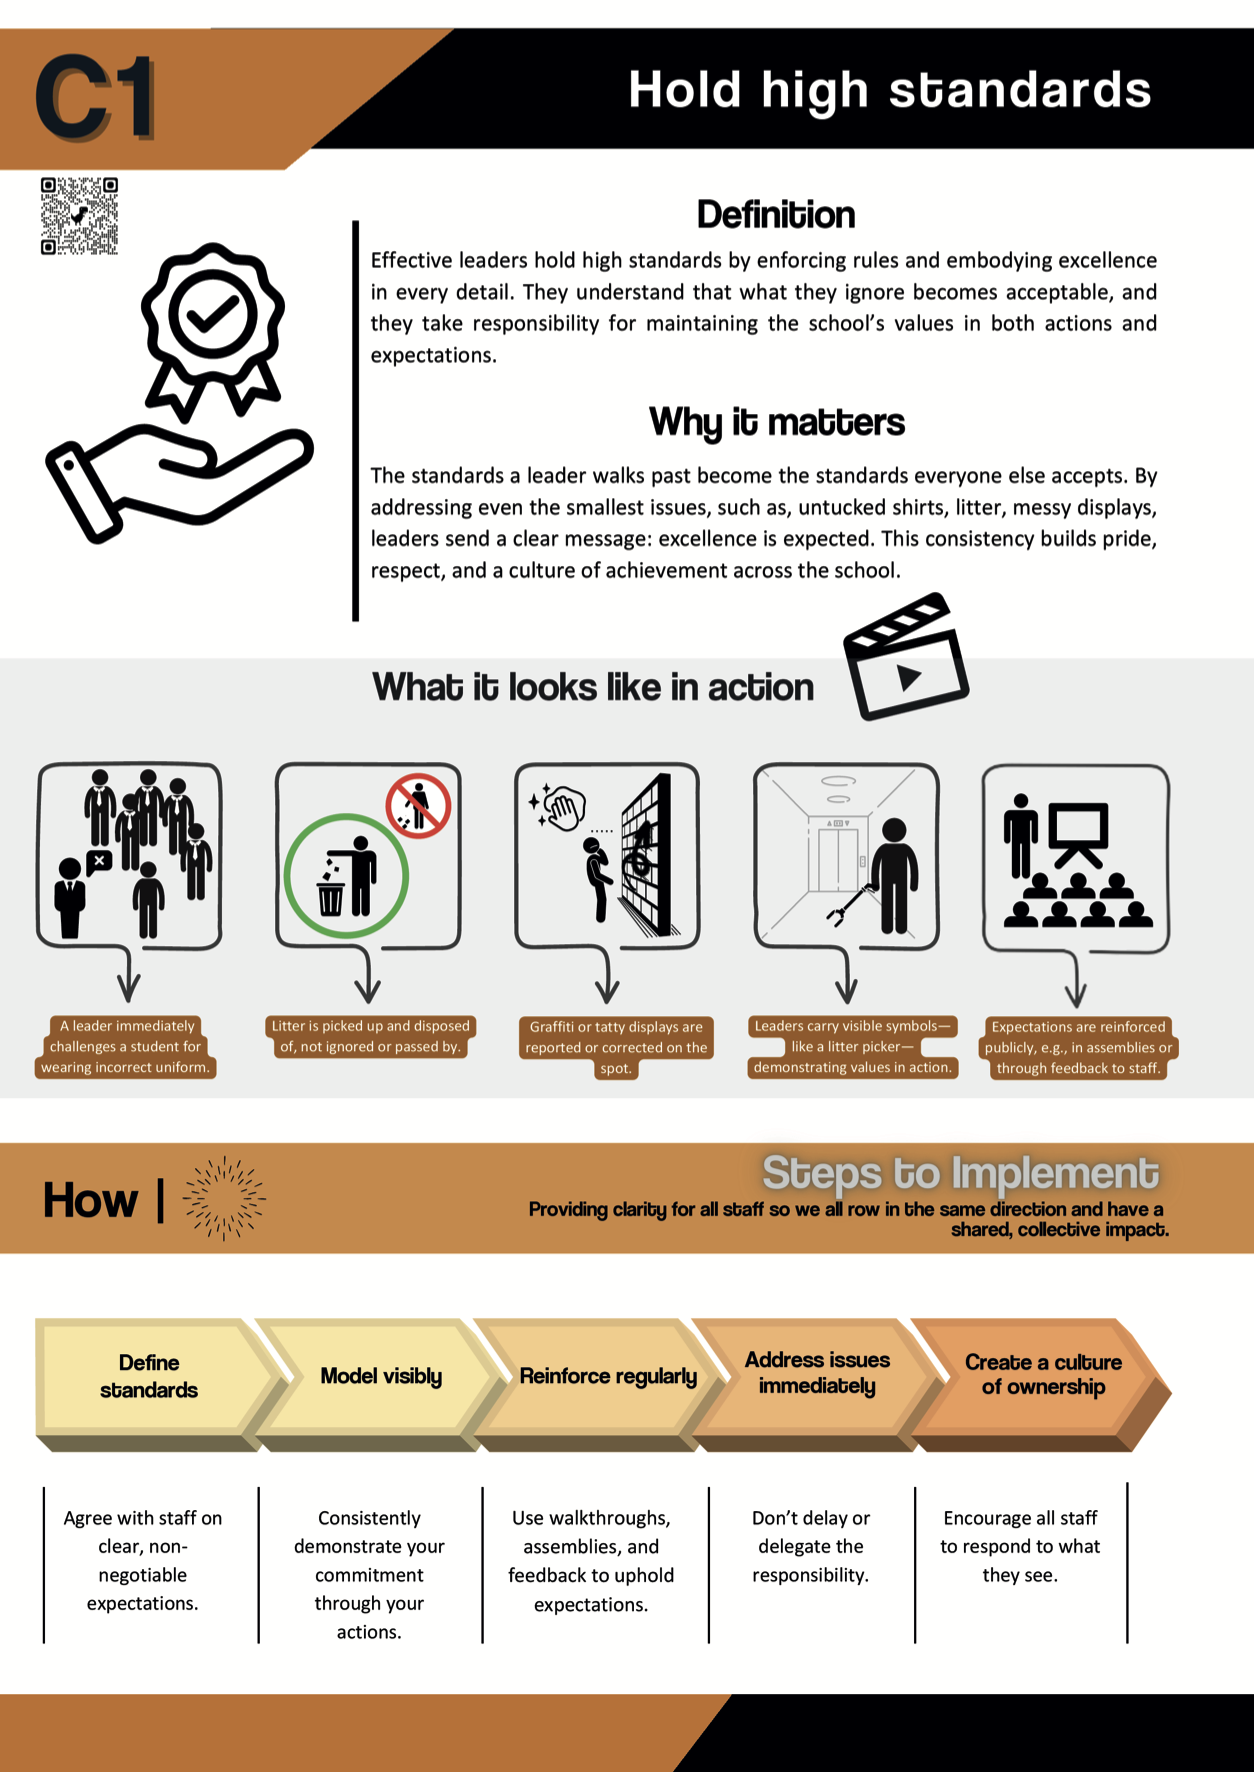 C1
Hold high standards
Definition
Effective leaders hold high standards by enforcing rules and embodying excellence
in every detail. They understand that what they ignore becomes acceptable, and
they take responsibility for maintaining the school's values in both actions and
expectations.
Why it matters
The standards a leader walks past become the standards everyone else accepts. By
addressing even the smallest issues, such as, untucked shirts, litter, messy displays,
leaders send a clear message: excellence is expected. This consistency builds pride,
respect, and a culture of achievement across the school.
What it looks like in action
A leader immediately
challenges a student for
wearing incorrect uniform.
Litter is picked up and disposed
of, not ignored or passed by.
Graffiti or tatty displays are
reported or corrected on the
spot.
Leaders carry visible symbols—
like a litter picker—
demonstrating values in action.
Expectations are reinforced
publicly, e.g., in assemblies or
through feedback to staff.
How |
Steps to Implement
Providing clarity for all staff so we all row in the same direction and have a
shared, collective impact.
Define
standards
Model visibly
Reinforce regularly
Address issues
immediately
Create a culture
of ownership
Agree with staff on
clear, non-
negotiable
expectations.
Consistently
demonstrate your
commitment
through your
actions.
Use walkthroughs,
assemblies, and
feedback to uphold
expectations.
Don't delay or
delegate the
responsibility.
Encourage all staff
to respond to what
they see.